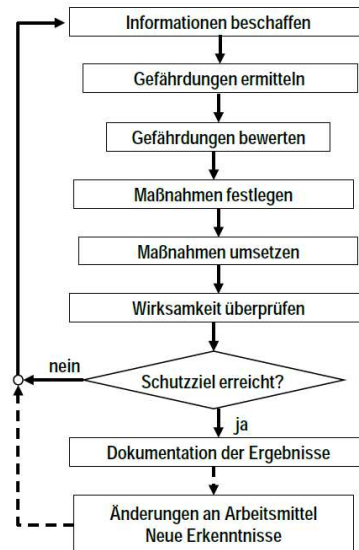 Informationen beschaffen
Gefährdungen ermitteln
Gefährdungen bewerten
Maßnahmen festlegen
Maßnahmen umsetzen
Wirksamkeit überprüfen
nein
Schutzziel erreicht?
ja
Dokumentation der Ergebnisse
Änderungen an Arbeitsmittel
Neue Erkenntnisse